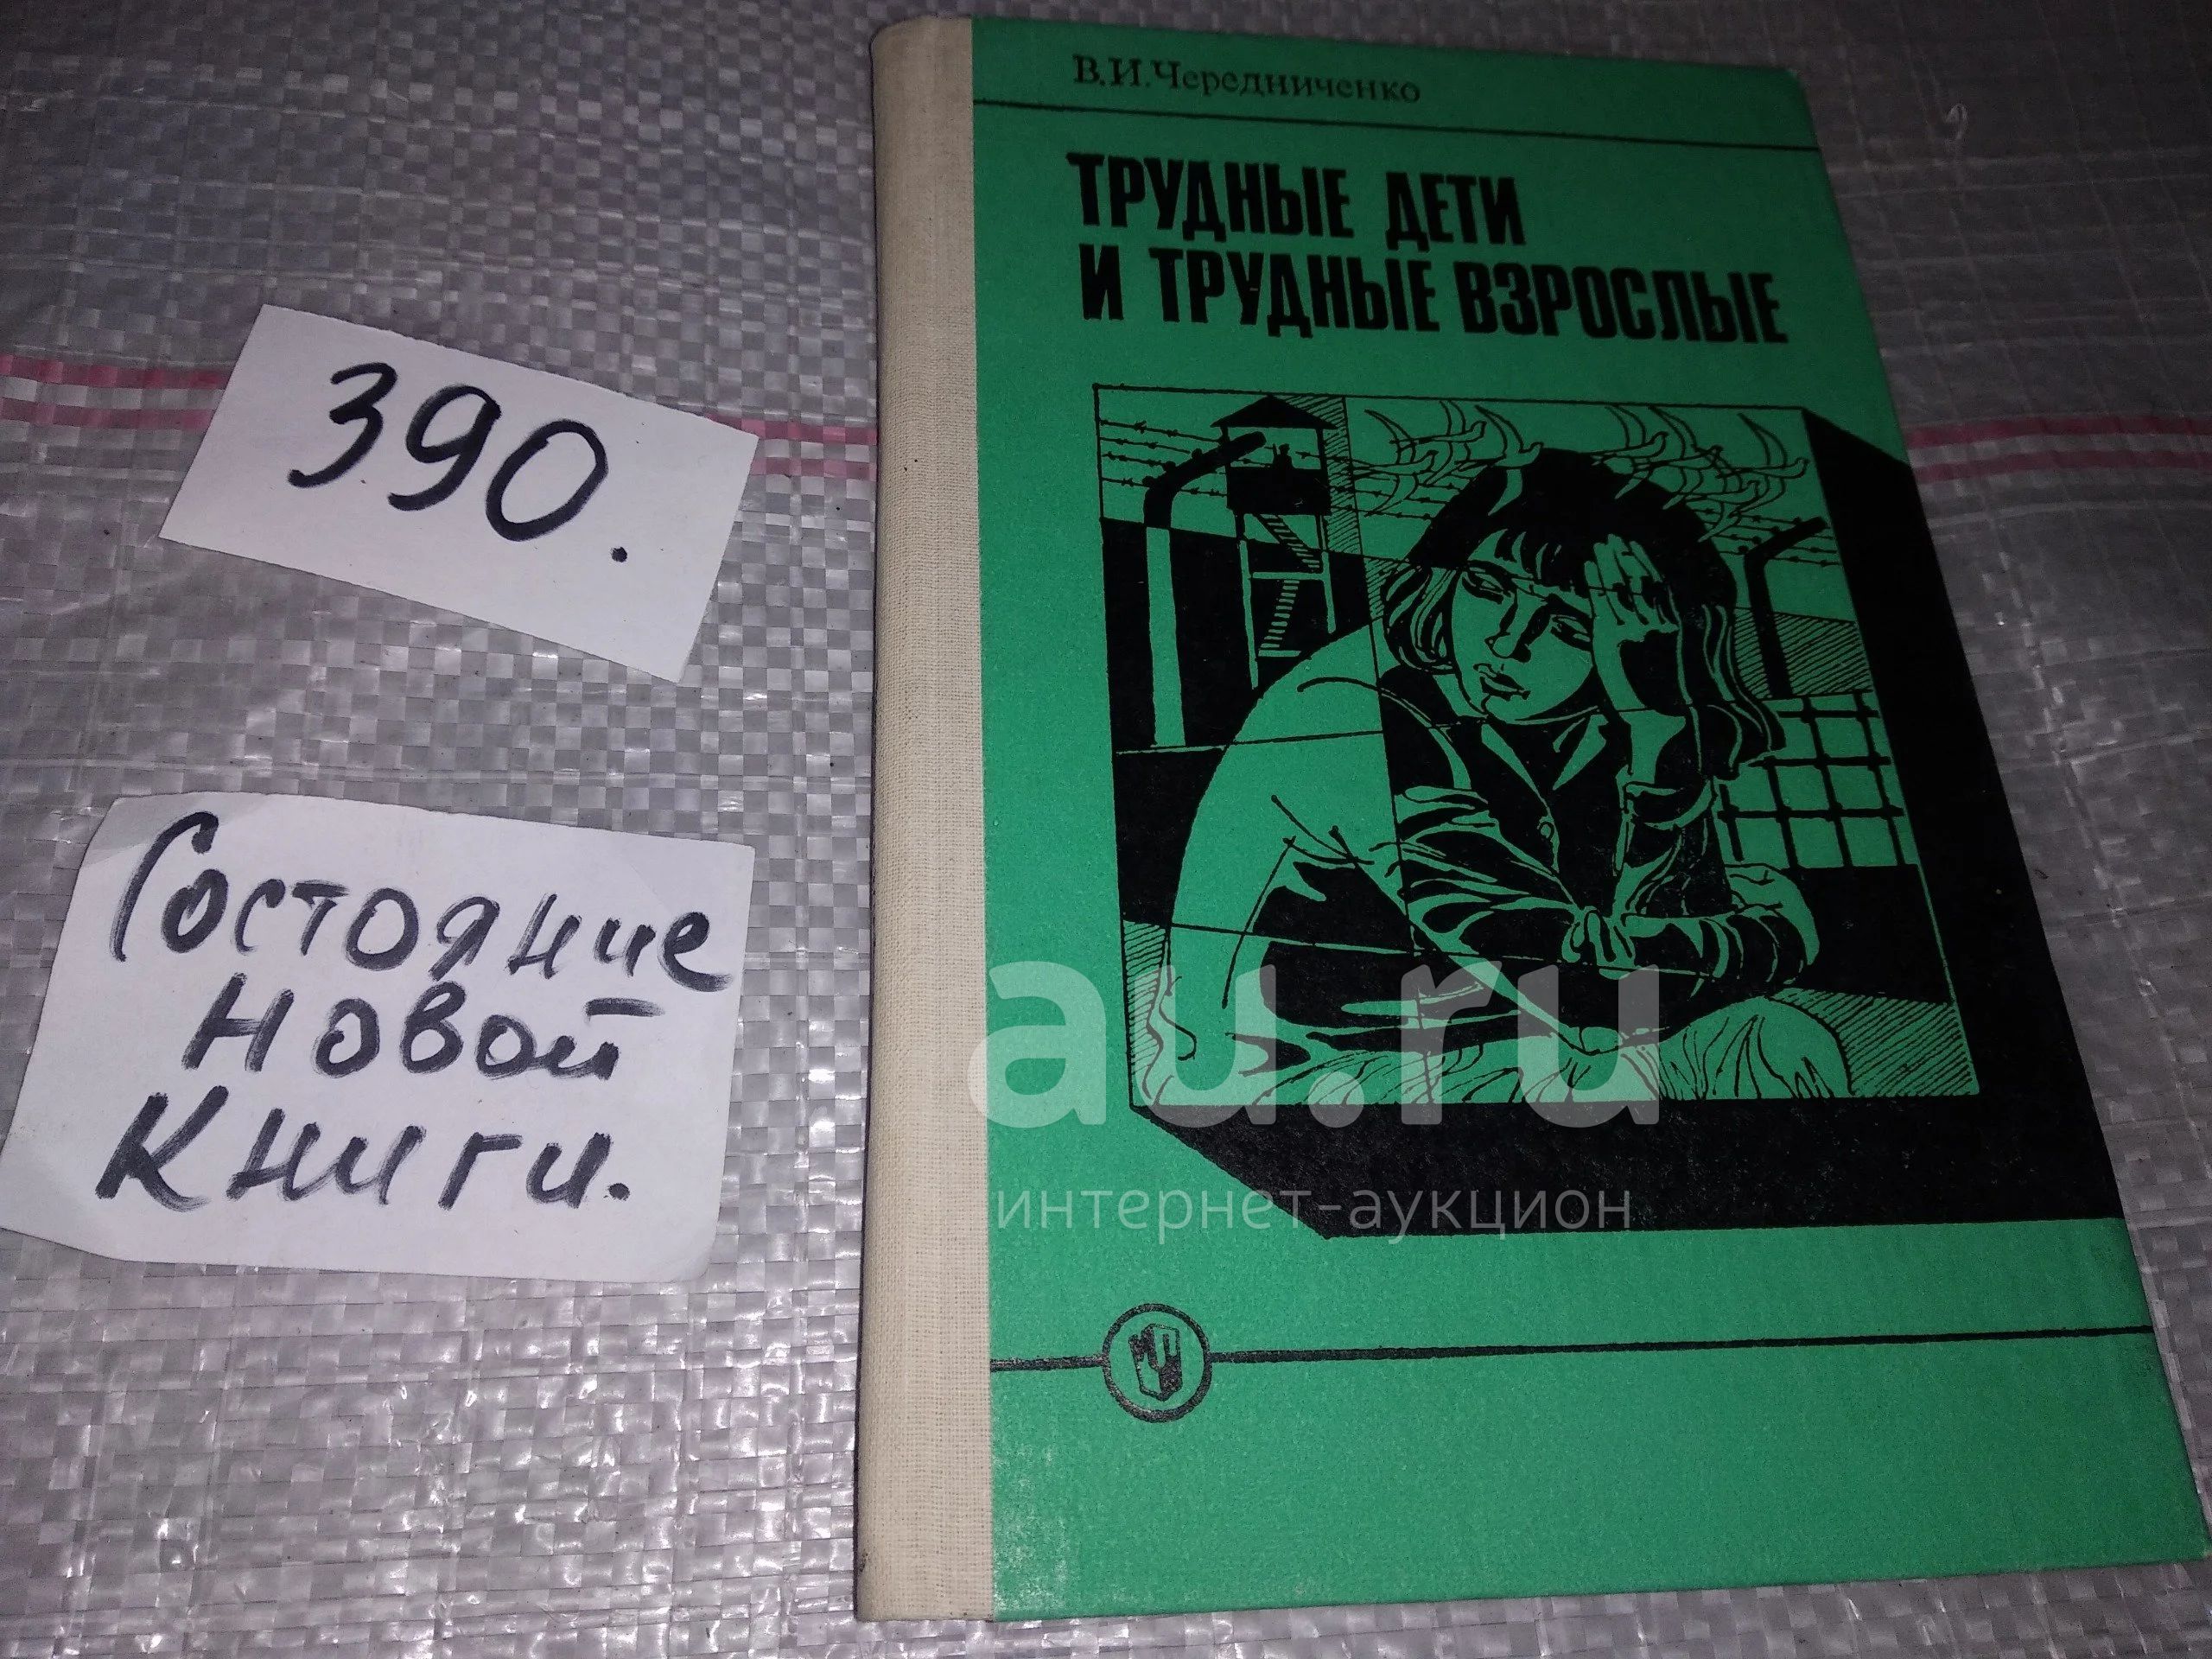 В.И.Чередниченко
ТРУДНЫЕ ДЕТИ
И ТРУДНЫЕ ВЗРОСЛЫЕ
390.
Состояние
новой
книги.
au.ru
интернет-аукцион